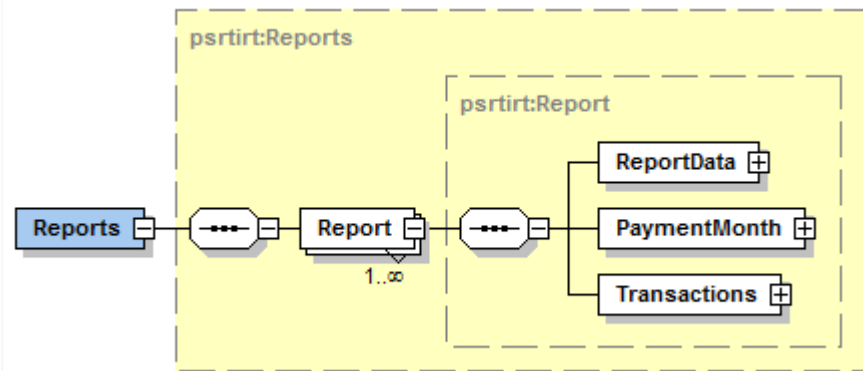 psrtirt:Reports
psrtirt:Report
ReportData
Reports
Report
PaymentMonth
1..∞
Transactions